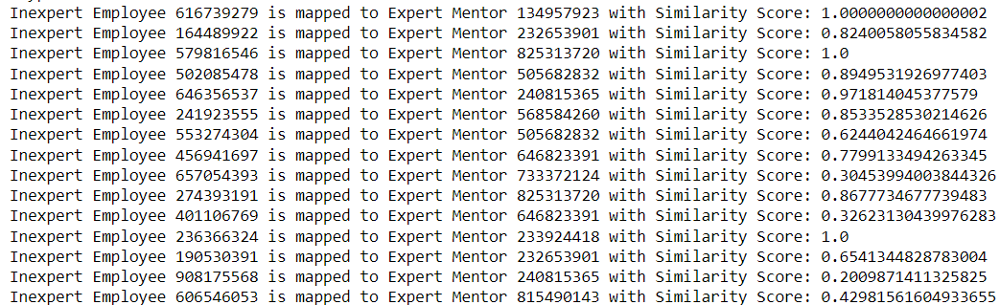 Inexpert Employee 616739279 is mapped to Expert Mentor 134957923 with Similarity Score: 1.0000000000000002
Inexpert Employee 164489922 is mapped to Expert Mentor 232653901 with Similarity Score: 0.8240058055834582
Inexpert Employee 579816546 is mapped to Expert Mentor 825313720 with Similarity Score: 1.0
Inexpert Employee 502085478 is mapped to Expert Mentor 505682832 with Similarity Score: 0.8949531926977403
Inexpert Employee 646356537 is mapped to Expert Mentor 240815365 with Similarity Score: 0.971814045377579
Inexpert Employee 241923555 is mapped to Expert Mentor 568584260 with Similarity Score: 0.8533528530214626
Inexpert Employee 553274304 is mapped to Expert Mentor 505682832 with Similarity Score: 0.6244042464661974
Inexpert Employee 456941697 is mapped to Expert Mentor 646823391 with Similarity Score: 0.7799133494263345
Inexpert Employee 657054393 is mapped to Expert Mentor 733372124 with Similarity Score: 0.30453994003844326
Inexpert Employee 274393191 is mapped to Expert Mentor 825313720 with Similarity Score: 0.8677734677739483
Inexpert Employee 401106769 is mapped to Expert Mentor 646823391 with Similarity Score: 0.32623130439976283
Inexpert Employee 236366324 is mapped to Expert Mentor 233924418 with Similarity Score: 1.0
Inexpert Employee 190530391 is mapped to Expert Mentor 232653901 with Similarity Score: 0.6541344828783004
Inexpert Employee 908175568 is mapped to Expert Mentor 240815365 with Similarity Score: 0.2009871411325825
Inexpert Employee 606546053 is mapped to Expert Mentor 815490143 with Similarity Score: 0.42981561604933655